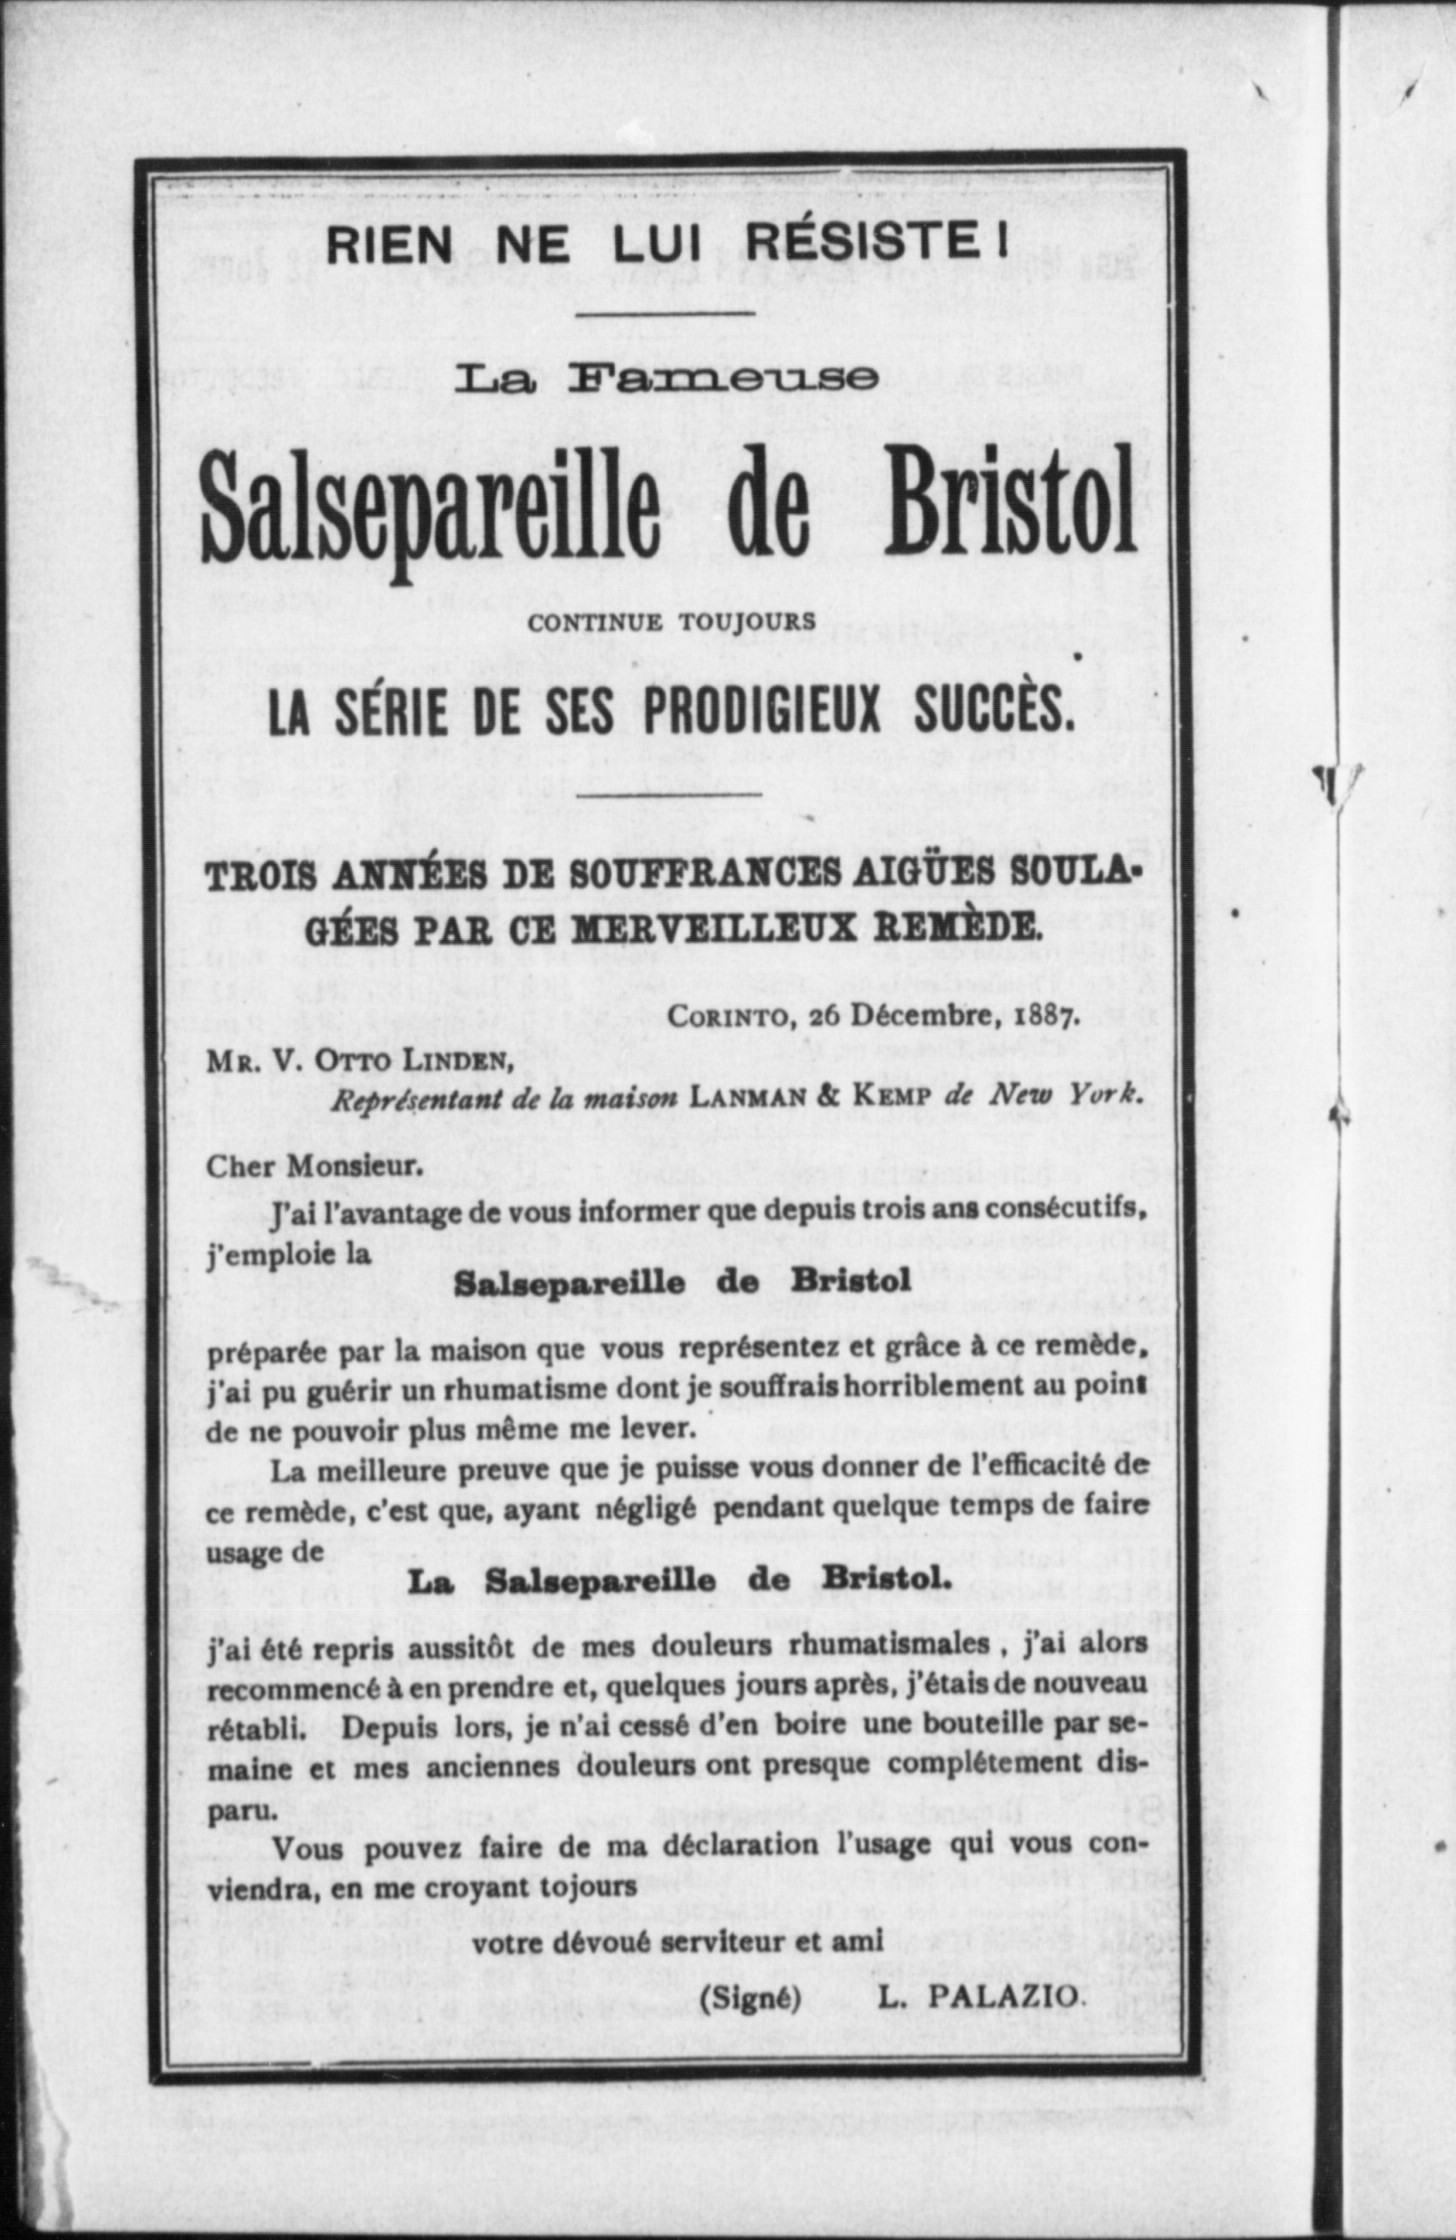 RIEN NE LUI RÉSISTE !
La Fameuse
Salsepareille de Bristol
CONTINUE TOUJOURS
LA SÉRIE DE SES PRODIGIEUX SUCCÈS.
TROIS ANNÉES DE SOUFFRANCES AIGÜES SOULA-
GÉES PAR CE MERVEILLEUX REMÈDE.
CORINTO, 26 Décembre, 1887.
MR. V. OTTO LINDEN,
Représentant de la maison LANMAN & KEMP de New York.
Cher Monsieur.
J'ai l'avantage de vous informer que depuis trois ans consécutifs,
j'emploie la
Salsepareille de Bristol
préparée par la maison que vous représentez et grâce à ce remède,
j'ai pu guérir un rhumatisme dont je souffrais horriblement au point
de ne pouvoir plus même me lever.
La meilleure preuve que je puisse vous donner de l'efficacité de
ce remède, c'est que, ayant négligé pendant quelque temps de faire
usage de
La Salsepareille de Bristol.
j'ai été repris aussitôt de mes douleurs rhumatismales , j'ai alors
recommencé à en prendre et, quelques jours après, j'étais de nouveau
rétabli. Depuis lors, je n'ai cessé d'en boire une bouteille par se-
maine et mes anciennes douleurs ont presque complétement dis-
paru.
Vous pouvez faire de ma déclaration l'usage qui vous con-
viendra, en me croyant tojours
votre dévoué serviteur et ami
(Signé) L. PALAZIO.